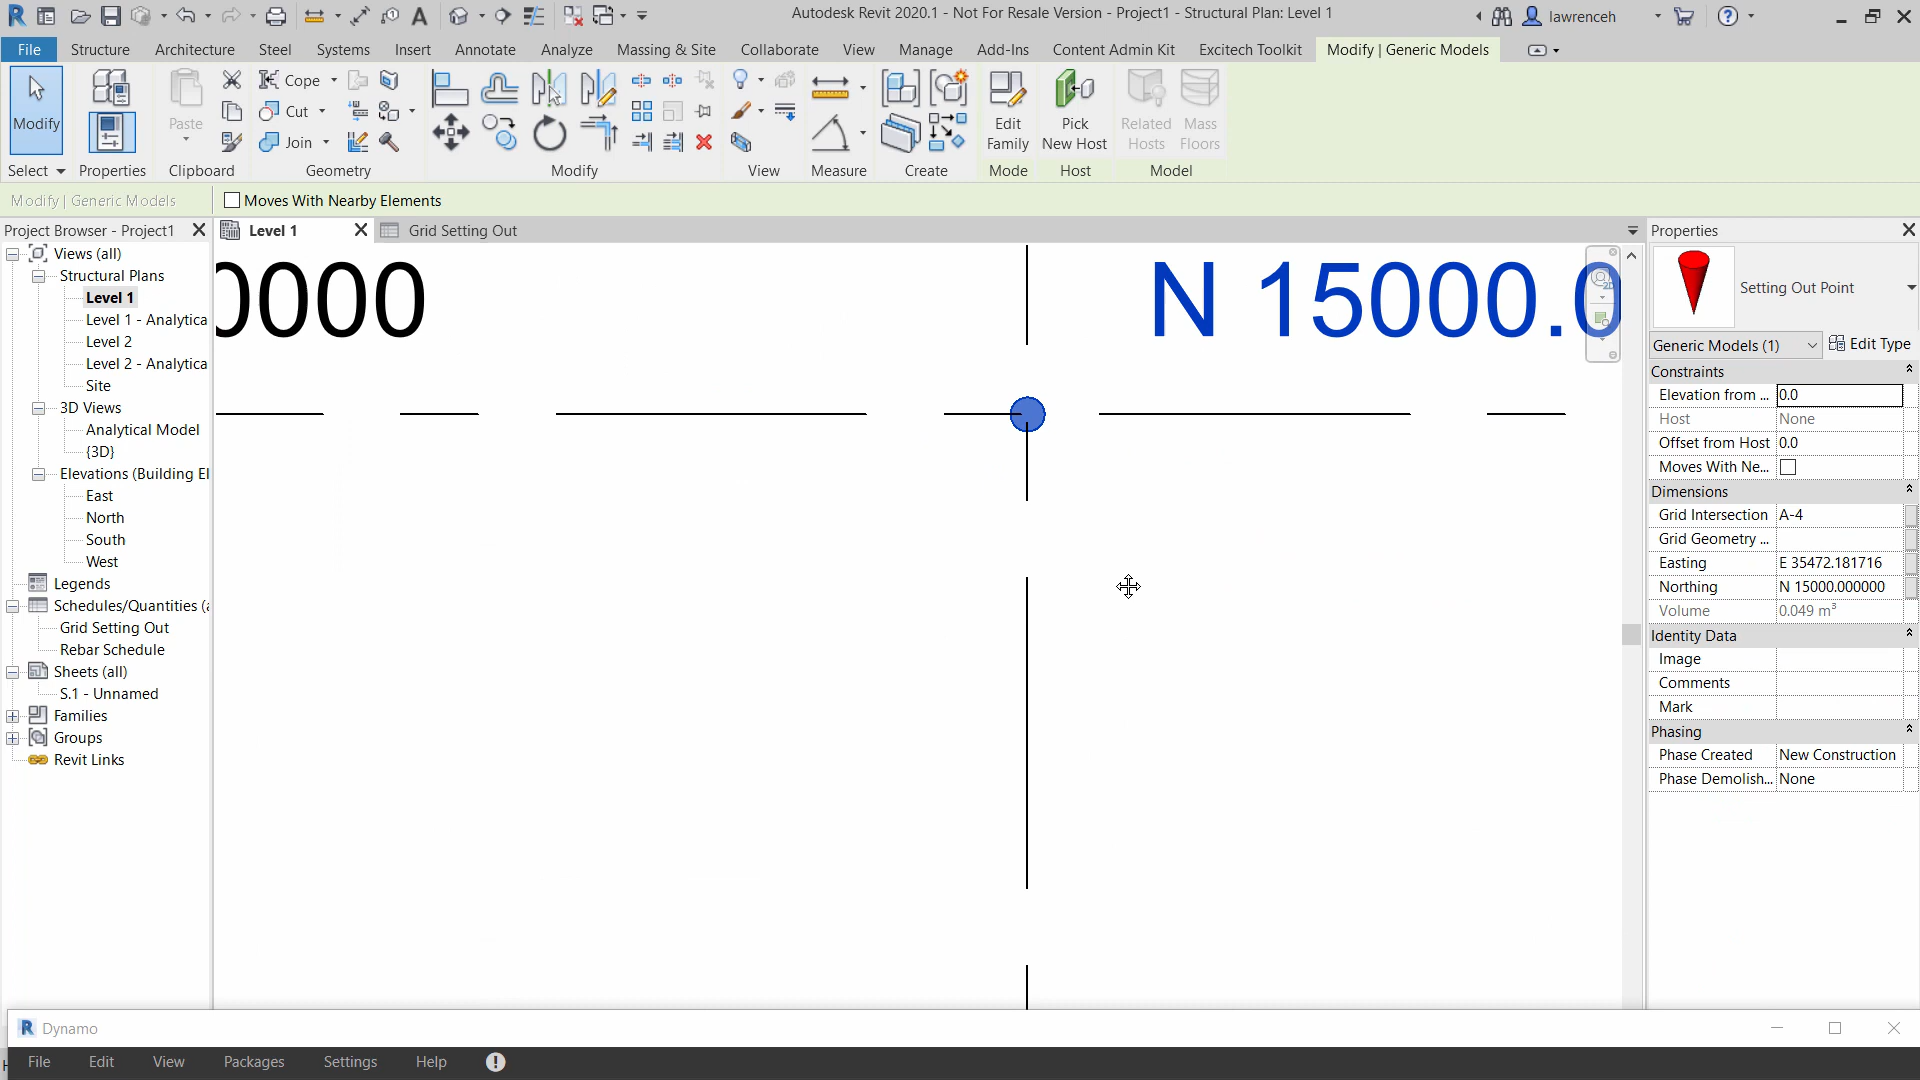 Autodesk Revit 2020.1 - Not For Resale Version - Project1 - Structural Plan: Level 1
lawrenceh
File Structure Architecture Steel Systems Insert Annotate Analyze Massing & Site Collaborate View Manage Add-Ins Content Admin Kit Excitech Toolkit Modify | Generic Models
Modify
Paste
Cope
Cut
Join
Edit Family
Pick New Host
Related Hosts
Mass Floors
Select Properties Clipboard Geometry Modify View Measure Create Mode Host Model
Modify | Generic Models
Moves With Nearby Elements
Project Browser - Project1
Level 1
Grid Setting Out
Properties
Views (all)
Structural Plans
Level 1
Level 1 - Analytica
Level 2
Level 2 - Analytica
Site
3D Views
Analytical Model
{3D}
Elevations (Building El
East
North
South
West
Legends
Schedules/Quantities (a
Grid Setting Out
Rebar Schedule
Sheets (all)
S.1 - Unnamed
Families
Groups
Revit Links
0000
N 15000.0
Setting Out Point
Generic Models (1)
Edit Type
Constraints
Elevation from ... 0.0
Host None
Offset from Host 0.0
Moves With Ne...
Dimensions
Grid Intersection A-4
Grid Geometry ...
Easting E 35472.181716
Northing N 15000.000000
Volume 0.049 m³
Identity Data
Image
Comments
Mark
Phasing
Phase Created New Construction
Phase Demolish... None
Dynamo
File Edit View Packages Settings Help